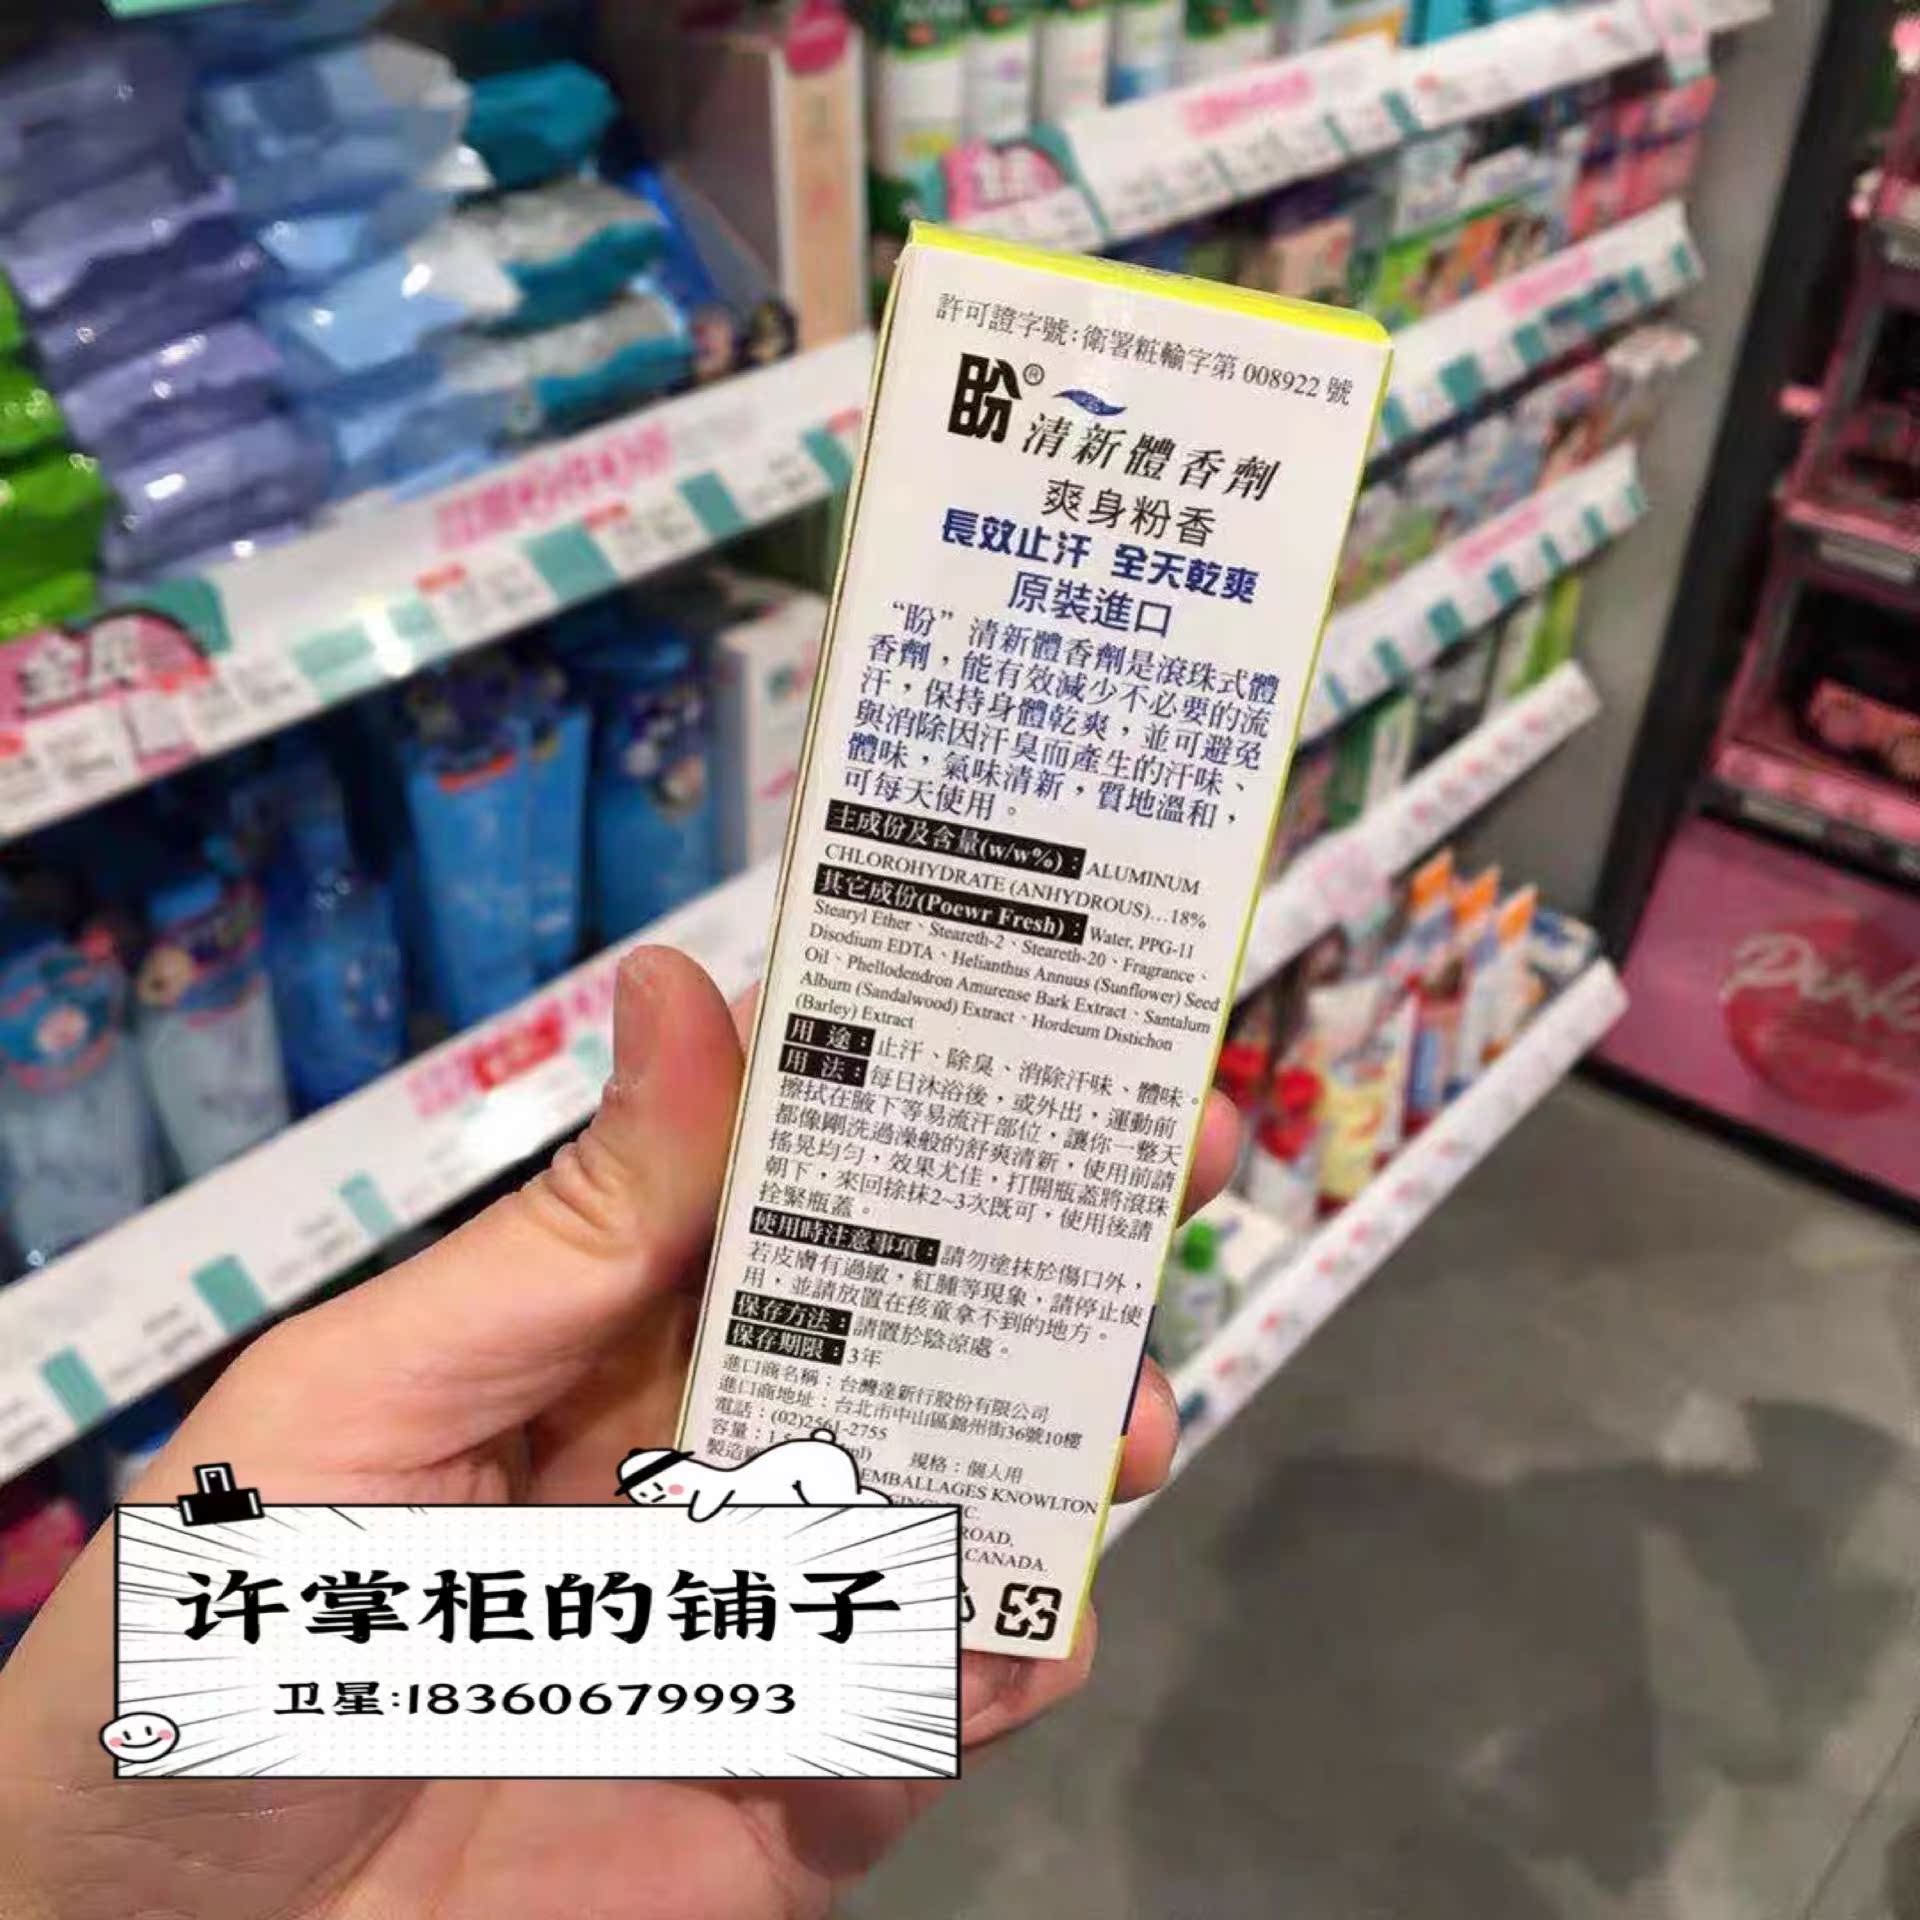 許可證字號：衛署粧輸字第 008922 號
盼®
清新體香劑
爽身粉香
長效止汗 全天乾爽
原裝進口
“盼”清新體香劑是滾珠式體
香劑，能有效減少不必要的流
汗，保持身體乾爽，並可避免
與消除因汗臭而產生的汗味、
體味，氣味清新，質地溫和，
可每天使用。
主成份及含量(w/w%)：ALUMINUM
CHLOROHYDRATE (ANHYDROUS)...18%
其它成份(Poewr Fresh)：Water, PPG-11
Stearyl Ether、Steareth-2、Steareth-20、Fragrance、
Disodium EDTA、Helianthus Annuus (Sunflower) Seed
Oil、Phellodendron Amurense Bark Extract、Santalum
Album (Sandalwood) Extract、Hordeum Distichon
(Barley) Extract
用途：止汗、除臭、消除汗味、體味。
用法：每日沐浴後，或外出，運動前
擦拭在腋下等易流汗部位，讓你一整天
都像剛洗過澡般的舒爽清新，使用前請
搖晃均勻，效果尤佳，打開瓶蓋將滾珠
朝下，來回捈抹2~3次既可，使用後請
拴緊瓶蓋。
使用時注意事項：請勿塗抹於傷口外，
若皮膚有過敏，紅腫等現象，請停止使
用，並請放置在孩童拿不到的地方。
保存方法：請置於陰涼處。
保存期限：3年
進口商名稱：台灣達新行股份有限公司
進口商地址：台北市中山區錦州街36號10樓
電話：(02)2561-2755
容量：1.5 ml) 規格：個人用
製造 EMBALLAGES KNOWLTON
C.
ROAD,
CANADA.
许掌柜的铺子
卫星:18360679993
Pink